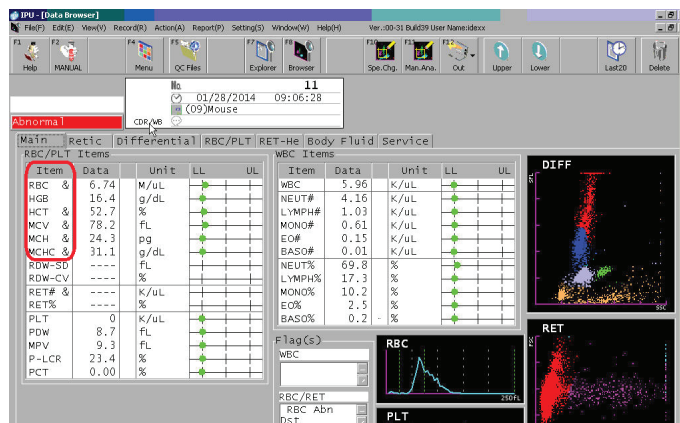 IPU - [Data Browser]
File(F) Edit(E) View(V) Record(R) Action(A) Report(P) Setting(S) Window(W) Help(H) Ver.:00-31 Build39 User Name:idexx
F1 F2 F4 F5 F7 F8 F10 F11 F12
Help MANUAL Menu QC Files Explorer Browser Spe.Chg. Man.Ana. Out Upper Lower Last20 Delete
No. 11
01/28/2014 09:06:28
(09)Mouse
Abnormal CDR/WB
Main Retic Differential RBC/PLT RET-He Body Fluid Service
RBC/PLT Items
Item Data Unit LL UL
RBC & 6.74 M/uL
HGB 16.4 g/dL
HCT & 52.7 %
MCV & 78.2 fL
MCH & 24.3 pg
MCHC & 31.1 g/dL
RDW-SD ---- fL
RDW-CV ---- %
RET# & ---- K/uL
RET% ---- %
PLT 0 K/uL
PDW 8.7 fL
MPV 9.3 fL
P-LCR 23.4 %
PCT 0.00 %
WBC Items
Item Data Unit LL UL
WBC 5.96 K/uL
NEUT# 4.16 K/uL
LYMPH# 1.03 K/uL
MONO# 0.61 K/uL
EO# 0.15 K/uL
BASO# 0.01 K/uL
NEUT% 69.8 %
LYMPH% 17.3 %
MONO% 10.2 %
EO% 2.5 %
BASO% 0.2 - %
Flag(s)
WBC
RBC/RET
RBC Abn
Dst
RBC
250fL
PLT
DIFF
SFL
SSC
RET